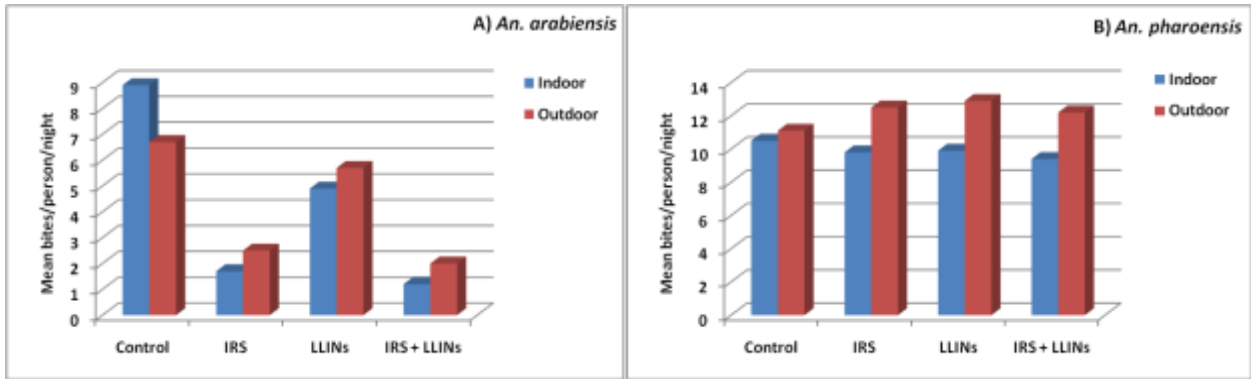 A) An. arabiensis
Mean bites/person/night
9
8
7
6
5
4
3
2
1
0
Indoor
Outdoor
Control IRS LLINs IRS + LLINs
B) An. pharoensis
Mean bites/person/night
14
12
10
8
6
4
2
0
Indoor
Outdoor
Control IRS LLINs IRS + LLINs